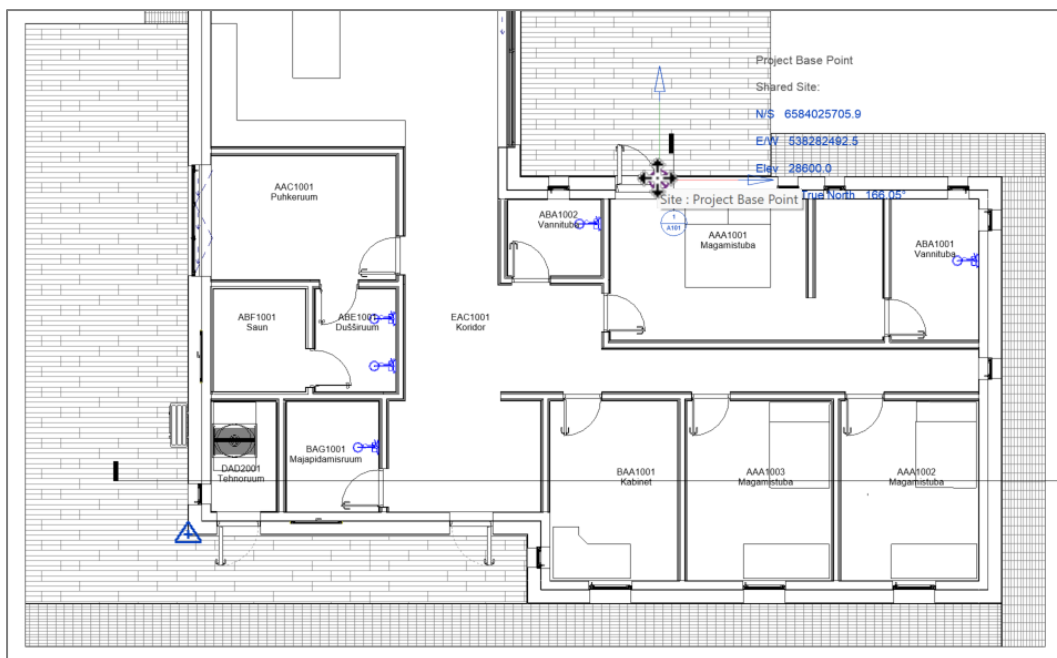 Project Base Point
Shared Site:
N/S 6584025705.9
E/W 538282492.5
Elev 28600.0
True North 166.05°
Site : Project Base Point
1
A101
AAC1001
Puhkeruum
ABA1002
Vannituba
AAA1001
Magamistuba
ABA1001
Vannituba
ABF1001
Saun
ABE1001
Dušširuum
EAC1001
Koridor
DAD2001
Tehnoruum
BAG1001
Majapidamisruum
BAA1001
Kabinet
AAA1003
Magamistuba
AAA1002
Magamistuba